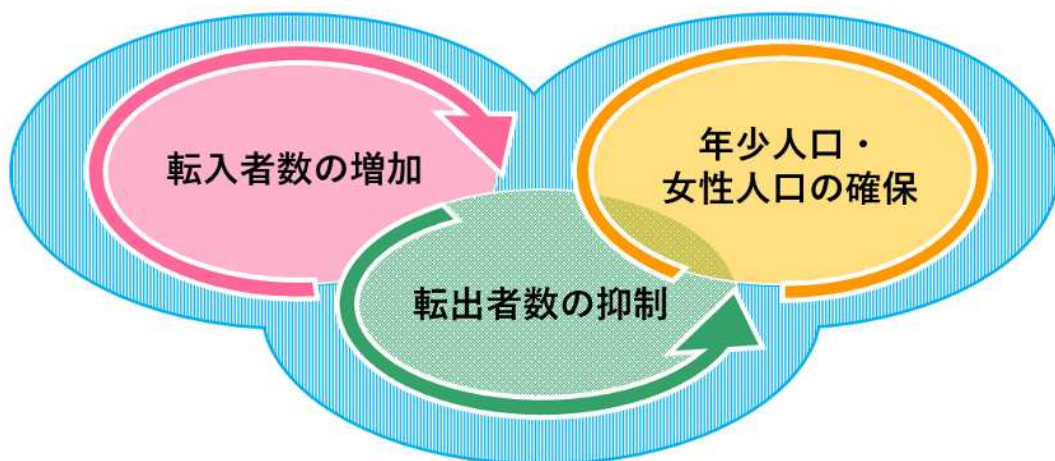 転入者数の増加
年少人口・
女性人口の確保
転出者数の抑制